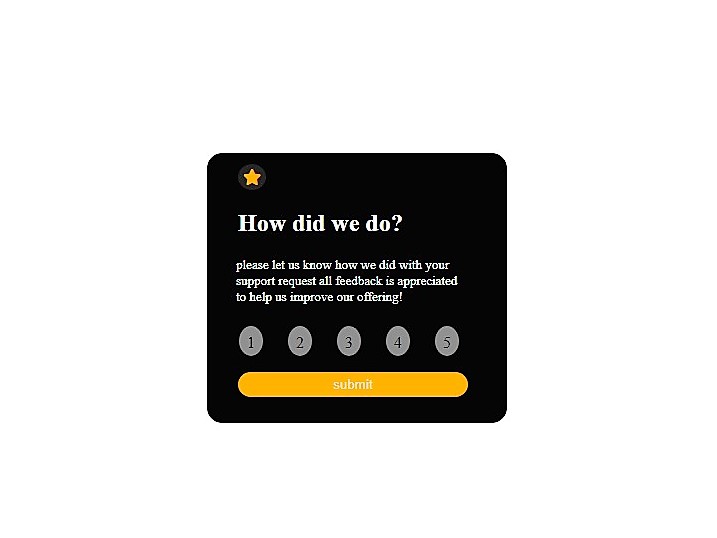 How did we do?
please let us know how we did with your
support request all feedback is appreciated
to help us improve our offering!
1 2 3 4 5
submit